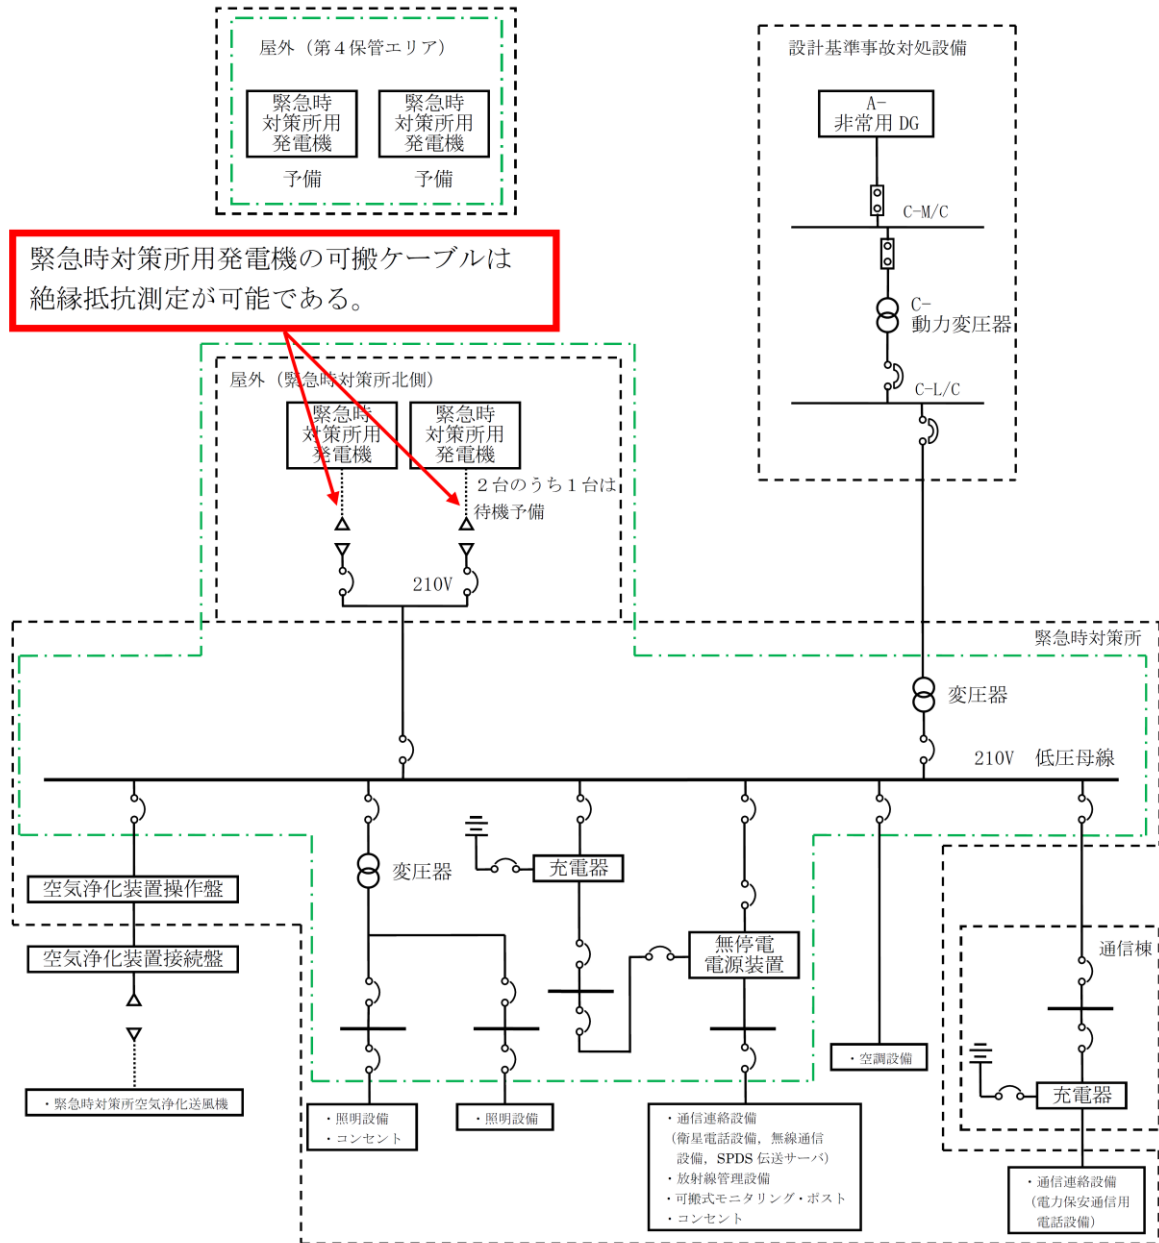 屋外（第４保管エリア）
緊急時
対策所用
発電機
緊急時
対策所用
発電機
予備
予備
設計基準事故対処設備
A-
非常用 DG
C-M/C
C-
動力変圧器
C-L/C
緊急時対策所用発電機の可搬ケーブルは
絶縁抵抗測定が可能である。
屋外（緊急時対策所北側）
緊急時
対策所用
発電機
緊急時
対策所用
発電機
２台のうち１台は
待機予備
210V
緊急時対策所
変圧器
210V 低圧母線
変圧器
充電器
空気浄化装置操作盤
空気浄化装置接続盤
無停電
電源装置
通信棟
・空調設備
充電器
・緊急時対策所空気浄化送風機
・照明設備
・コンセント
・照明設備
・通信連絡設備
（衛星電話設備，無線通信
設備，SPDS 伝送サーバ）
・放射線管理設備
・可搬式モニタリング・ポスト
・コンセント
・通信連絡設備
（電力保安通信用
電話設備）